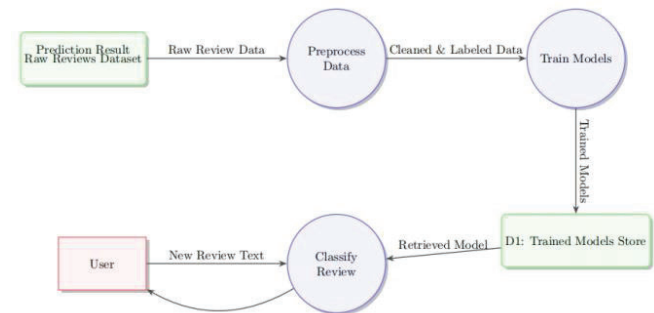 Prediction Result
Raw Reviews Dataset
Raw Review Data
Preprocess
Data
Cleaned & Labeled Data
Train Models
Trained Models
D1: Trained Models Store
Retrieved Model
User
New Review Text
Classify
Review